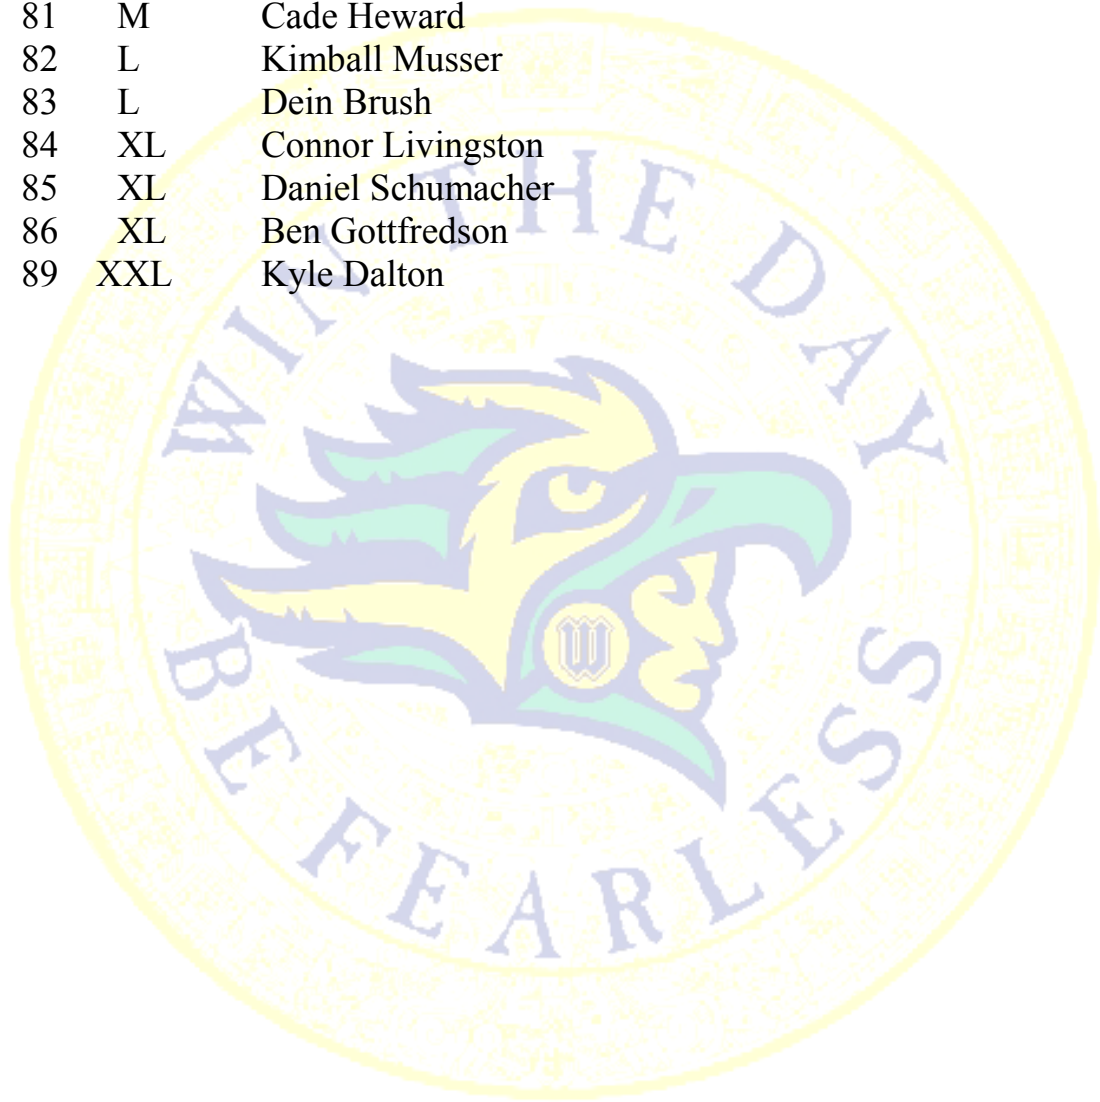 81 M Cade Heward
82 L Kimball Musser
83 L Dein Brush
84 XL Connor Livingston
85 XL Daniel Schumacher
86 XL Ben Gottfredson
89 XXL Kyle Dalton
WIN THE DAY
W
BE FEARLESS